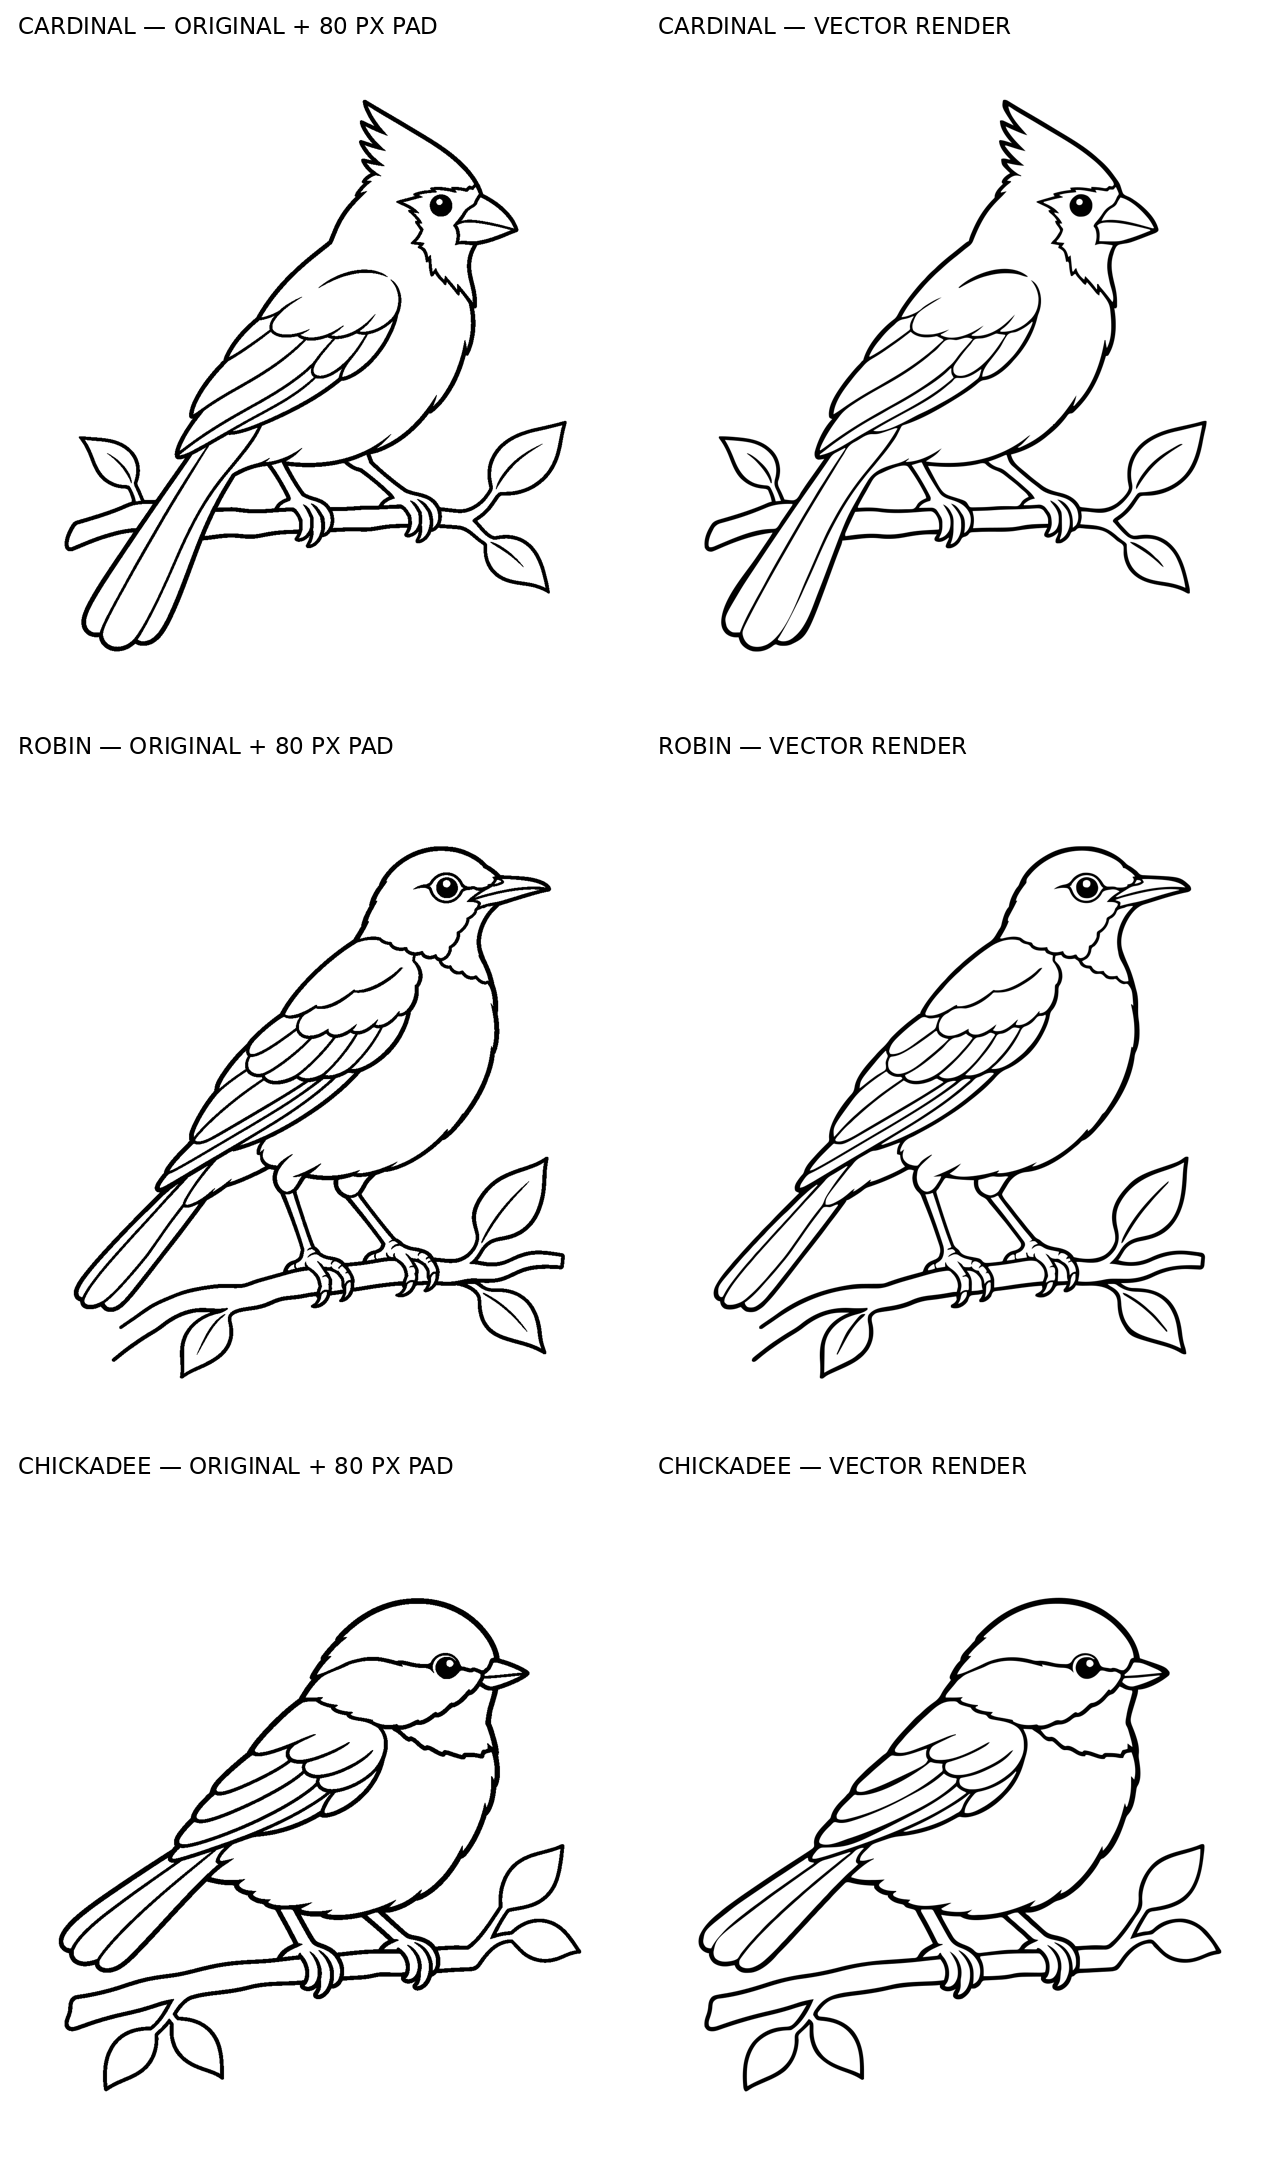 CARDINAL — ORIGINAL + 80 PX PAD
CARDINAL — VECTOR RENDER
ROBIN — ORIGINAL + 80 PX PAD
ROBIN — VECTOR RENDER
CHICKADEE — ORIGINAL + 80 PX PAD
CHICKADEE — VECTOR RENDER